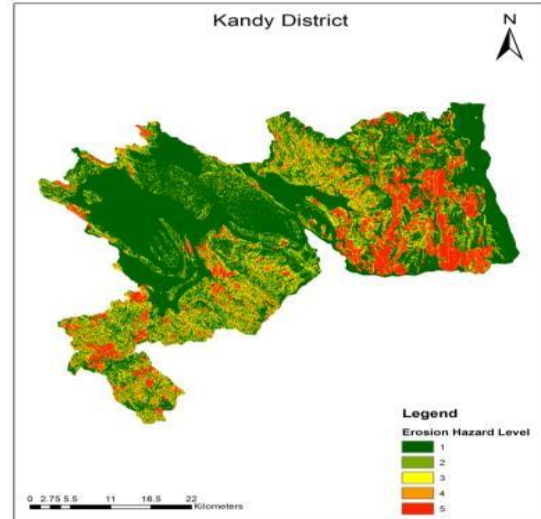 Kandy District
N
Legend
Erosion Hazard Level
1
2
3
4
5
0 2.75 5.5 11 16.5 22
Kilometers